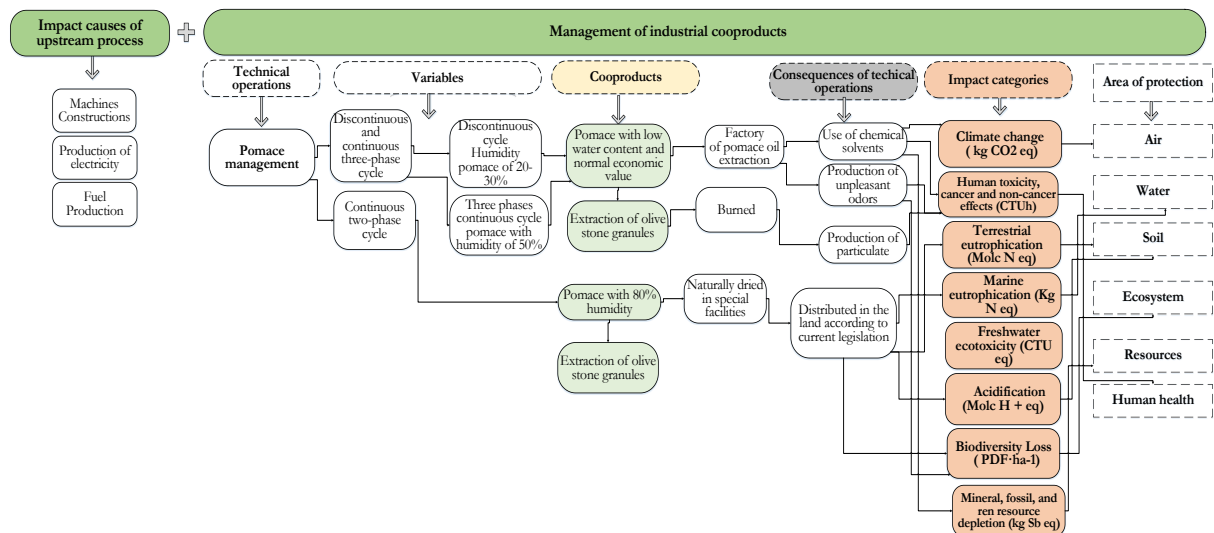 Impact causes of
upstream process
Management of industrial cooproducts
Technical
operations
Variables
Cooproducts
Consequences of techical
operations
Impact categories
Area of protection
Machines
Constructions
Production of
electricity
Fuel
Production
Pomace
management
Discontinuous
and
continuous
three-phase
cycle
Discontinuous
cycle
Humidity
pomace of 20-
30%
Pomace with low
water content and
normal economic
value
Factory
of pomace oil
extraction
Use of chemical
solvents
Climate change
( kg CO2 eq)
Air
Production of
unpleasant
odors
Human toxicity,
cancer and non-cancer
effects (CTUh)
Water
Continuous
two-phase
cycle
Three phases
continuous cycle
pomace with
humidity of 50%
Extraction of olive
stone granules
Burned
Production of
particulate
Terrestrial
eutrophication
(Molc N eq)
Soil
Pomace with 80%
humidity
Naturally dried
in special
facilities
Distributed in the
land according to
current legislation
Marine
eutrophication (Kg
N eq)
Ecosystem
Extraction of olive
stone granules
Freshwater
ecotoxicity (CTU
eq)
Resources
Acidification
(Molc H + eq)
Human health
Biodiversity Loss
( PDF·ha-1)
Mineral, fossil, and
ren resource
depletion (kg Sb eq)